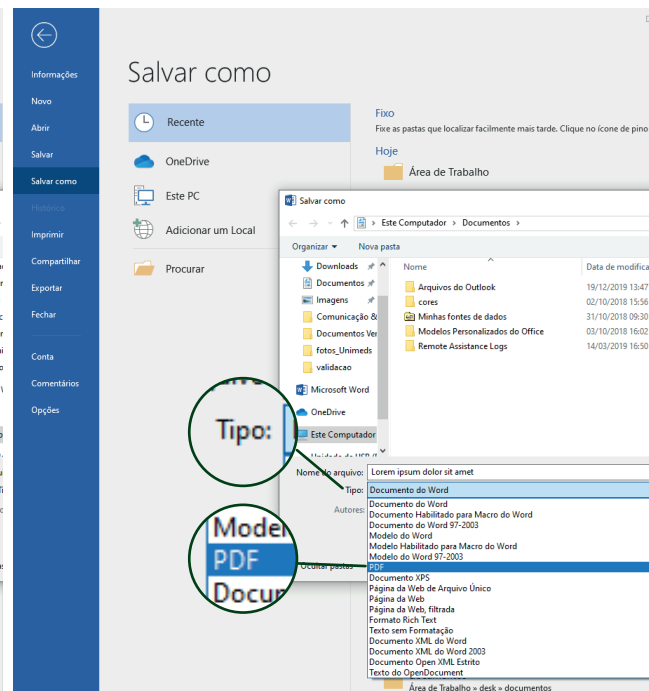 Informações
Novo
Abrir
Salvar
Salvar como
Histórico
Imprimir
Compartilhar
Exportar
Fechar
Conta
Comentários
Opções
Salvar como
Recente
OneDrive
Este PC
Adicionar um Local
Procurar
Fixo
Fixe as pastas que localizar facilmente mais tarde. Clique no ícone de pino
Hoje
Área de Trabalho
Salvar como
Este Computador > Documentos >
Organizar Nova pasta
Downloads
Documentos
Imagens
Comunicação &
Documentos Ver
fotos_Unimeds
validacao
Microsoft Word
OneDrive
Este Computador
Nome Data de modifica
Arquivos do Outlook 19/12/2019 13:47
cores 02/10/2018 15:56
Minhas fontes de dados 31/10/2018 09:30
Modelos Personalizados do Office 03/10/2018 16:02
Remote Assistance Logs 14/03/2019 16:50
Nome do arquivo: Lorem ipsum dolor sit amet
Tipo: Documento do Word
Autores:
Documento do Word
Documento Habilitado para Macro do Word
Documento do Word 97-2003
Modelo do Word
Modelo Habilitado para Macro do Word
Modelo do Word 97-2003
PDF
Documento XPS
Página da Web de Arquivo Único
Página da Web
Página da Web, filtrada
Formato Rich Text
Texto sem Formatação
Documento XML do Word
Documento XML do Word 2003
Documento Open XML Estrito
Texto do OpenDocument
Ocultar pastas
Tipo:
Model
PDF
Docum
Área de Trabalho » desk » documentos